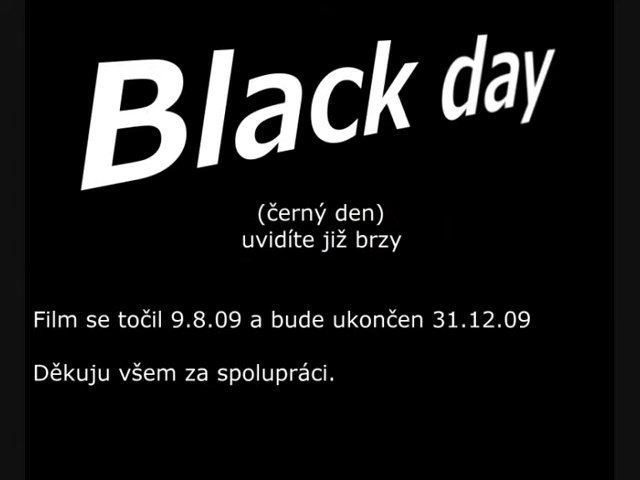 Black day
(černý den)
uvidíte již brzy
Film se točil 9.8.09 a bude ukončen 31.12.09
Děkuju všem za spolupráci.